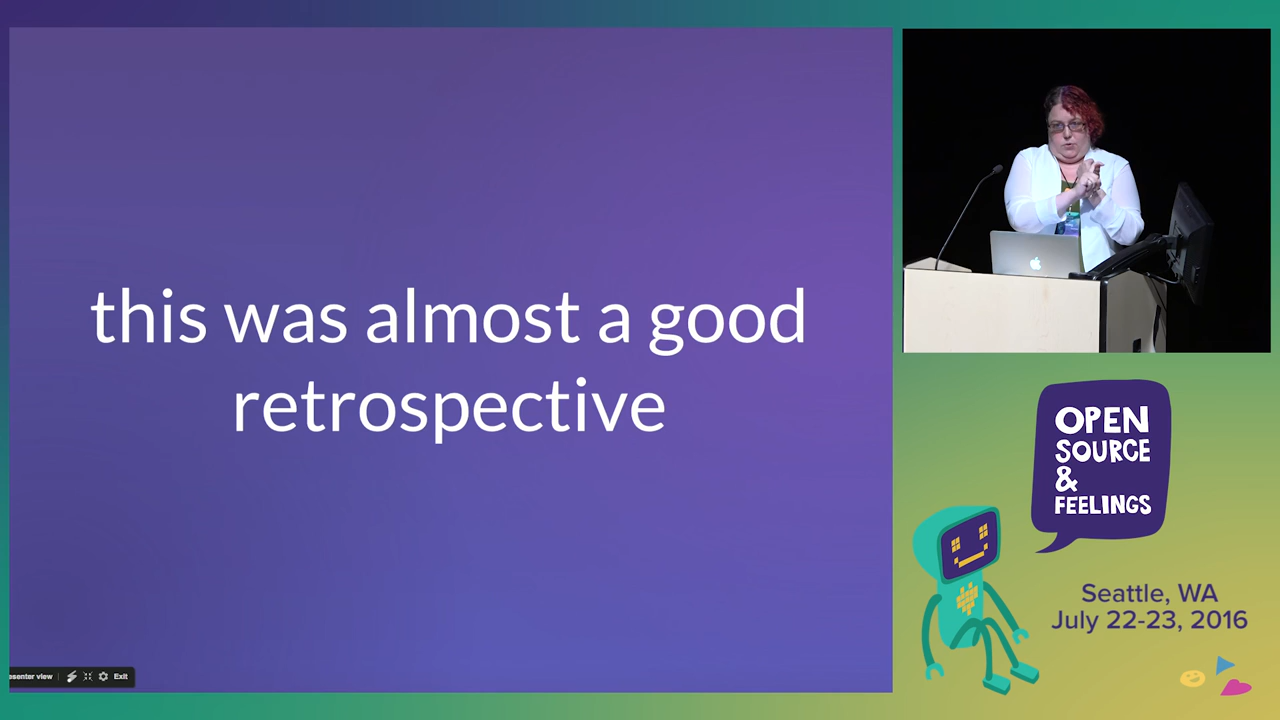 this was almost a good
retrospective
esenter view
Exit
OPEN
SOURCE
&
FEELINGS
Seattle, WA
July 22-23, 2016